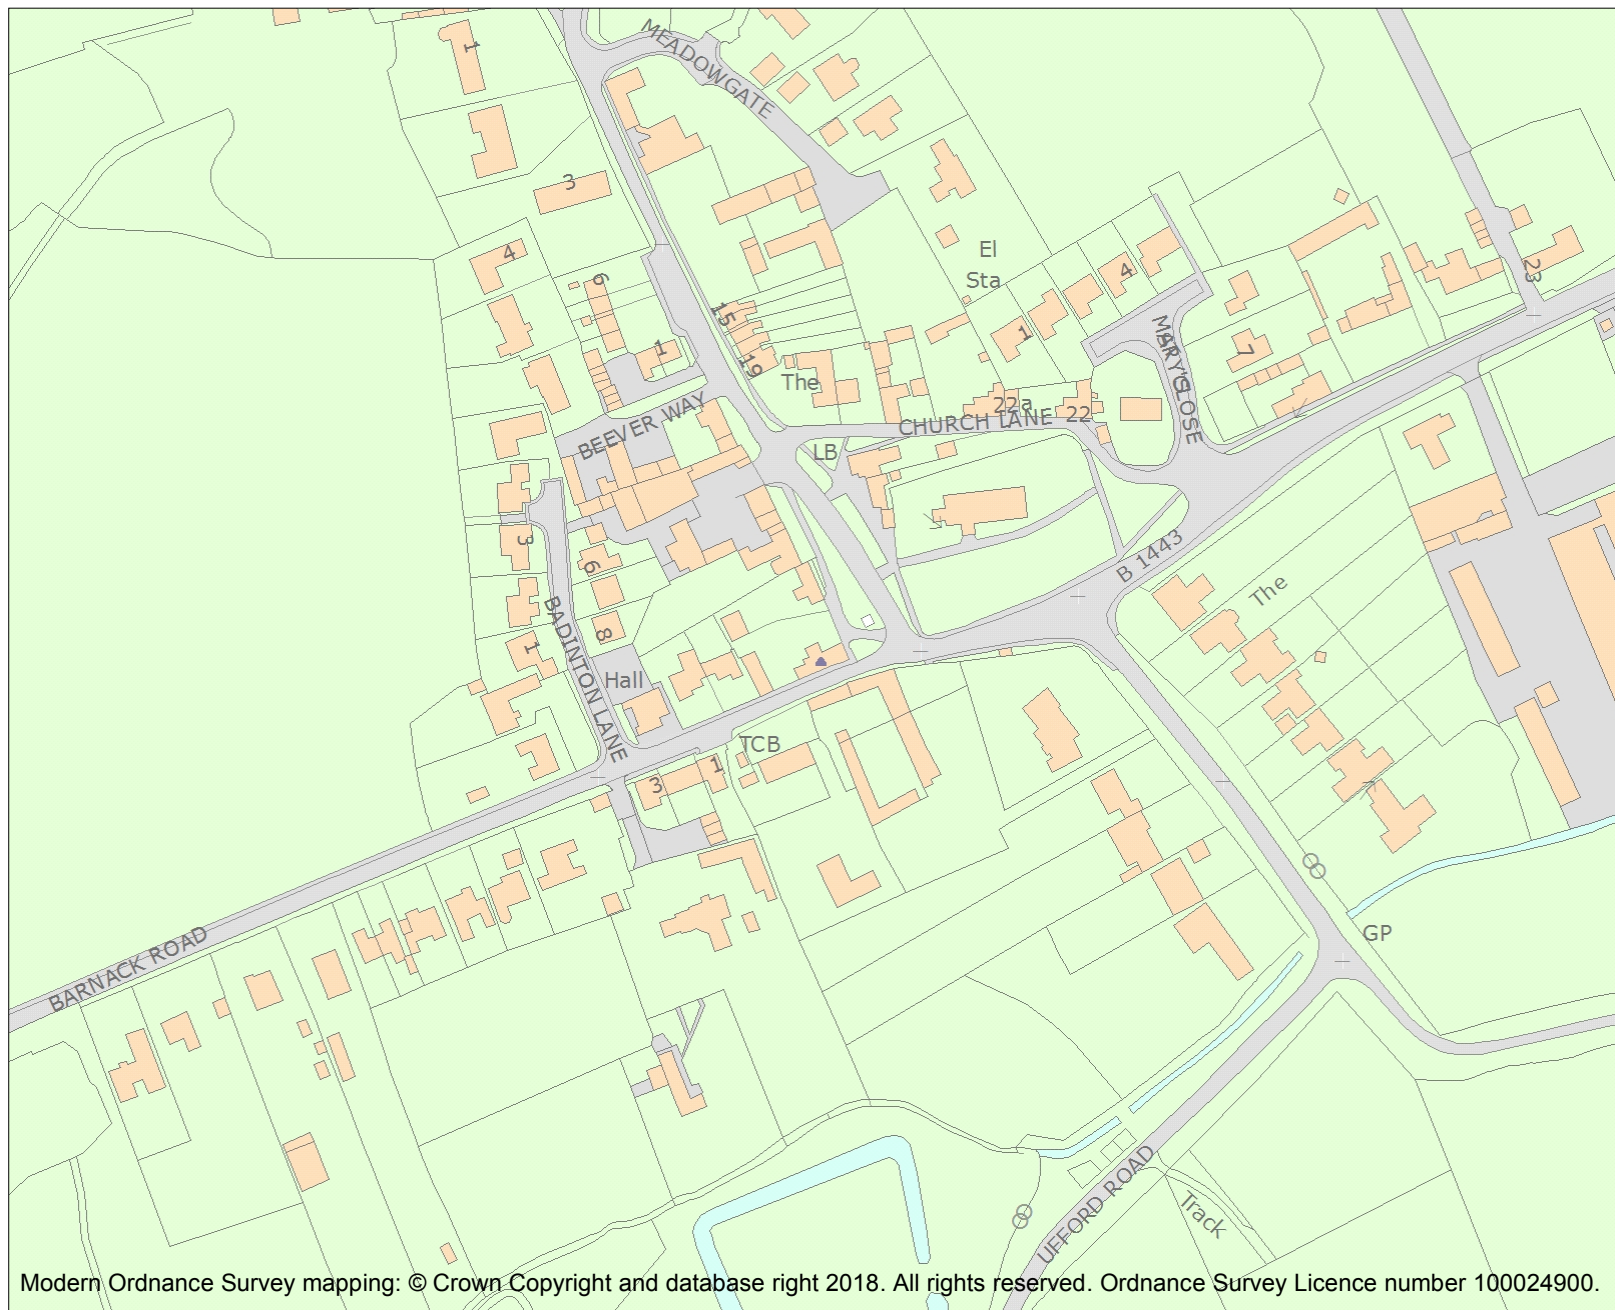 MEADOWGATE
1
3
4
6
El
Sta
15
1
19
The
4
1
MARY'S
CLOSE
7
23
22a
22
CHURCH LANE
BEEVER WAY
LB
3
6
8
1
BADINTON LANE
Hall
B 1443
The
TCB
3
1
BARNACK ROAD
GP
UFFORD ROAD
Track
Modern Ordnance Survey mapping: © Crown Copyright and database right 2018. All rights reserved. Ordnance Survey Licence number 100024900.